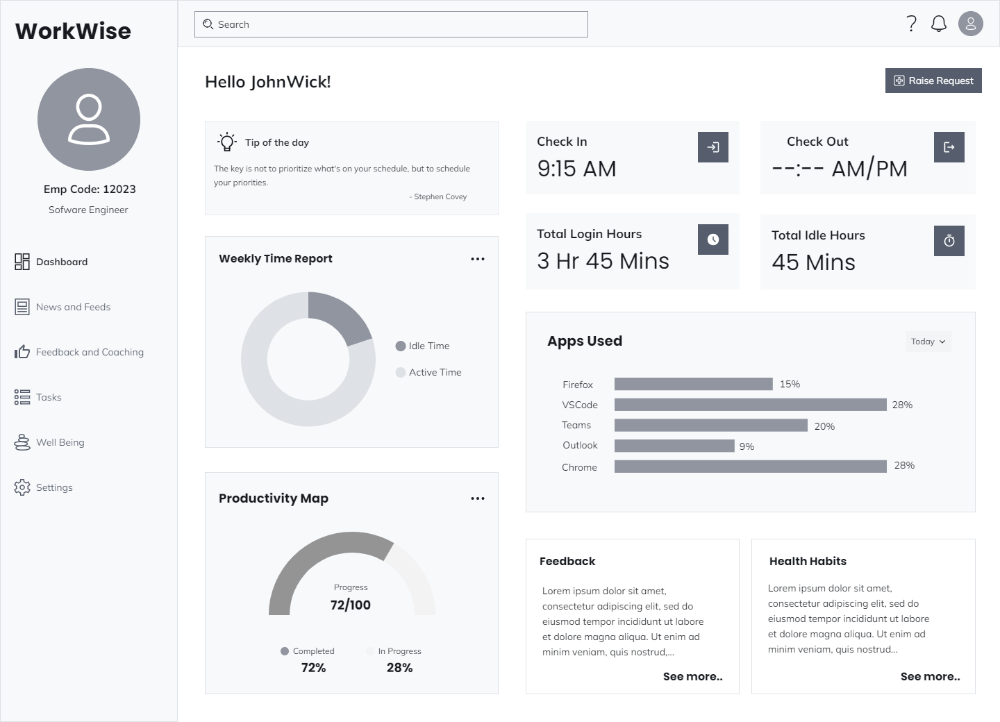 WorkWise
Emp Code: 12023
Sofware Engineer
Dashboard
News and Feeds
Feedback and Coaching
Tasks
Well Being
Settings
Search
Hello JohnWick!
Raise Request
Tip of the day
The key is not to prioritize what's on your schedule, but to schedule
your priorities.
- Stephen Covey
Check In
9:15 AM
Check Out
--:-- AM/PM
Total Login Hours
3 Hr 45 Mins
Total Idle Hours
45 Mins
Weekly Time Report
Idle Time
Active Time
Apps Used
Today
Firefox 15%
VSCode 28%
Teams 20%
Outlook 9%
Chrome 28%
Productivity Map
Progress
72/100
Completed
72%
In Progress
28%
Feedback
Lorem ipsum dolor sit amet,
consectetur adipiscing elit, sed do
eiusmod tempor incididunt ut labore
et dolore magna aliqua. Ut enim ad
minim veniam, quis nostrud,...
See more..
Health Habits
Lorem ipsum dolor sit amet,
consectetur adipiscing elit, sed do
eiusmod tempor incididunt ut labore
et dolore magna aliqua. Ut enim ad
minim veniam, quis nostrud...
See more..